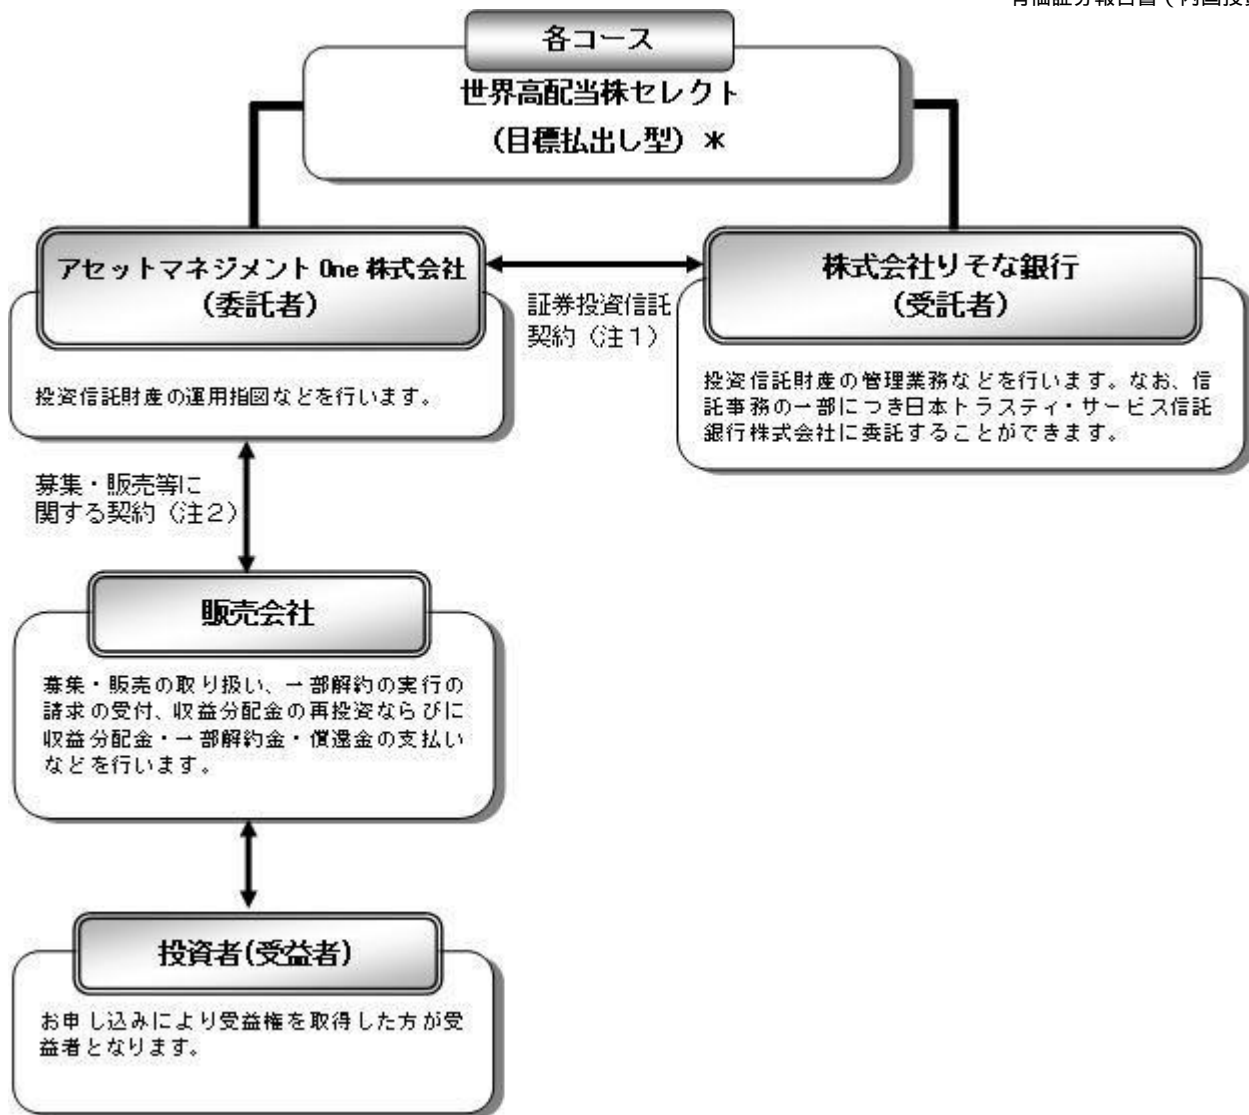 有価証券報告書（内国投資
各コース
世界高配当株セレクト
（目標払出し型）＊
アセットマネジメント One 株式会社
（委託者）
株式会社りそな銀行
（受託者）
証券投資信託
契約（注１）
投資信託財産の運用指図などを行います。
投資信託財産の管理業務などを行います。なお、信
託事務の一部につき日本トラスティ・サービス信託
銀行株式会社に委託することができます。
募集・販売等に
関する契約（注２）
販売会社
募集・販売の取り扱い、一部解約の実行の
請求の受付、収益分配金の再投資ならびに
収益分配金・一部解約金・償還金の支払い
などを行います。
投資者(受益者)
お申し込みにより受益権を取得した方が受
益者となります。